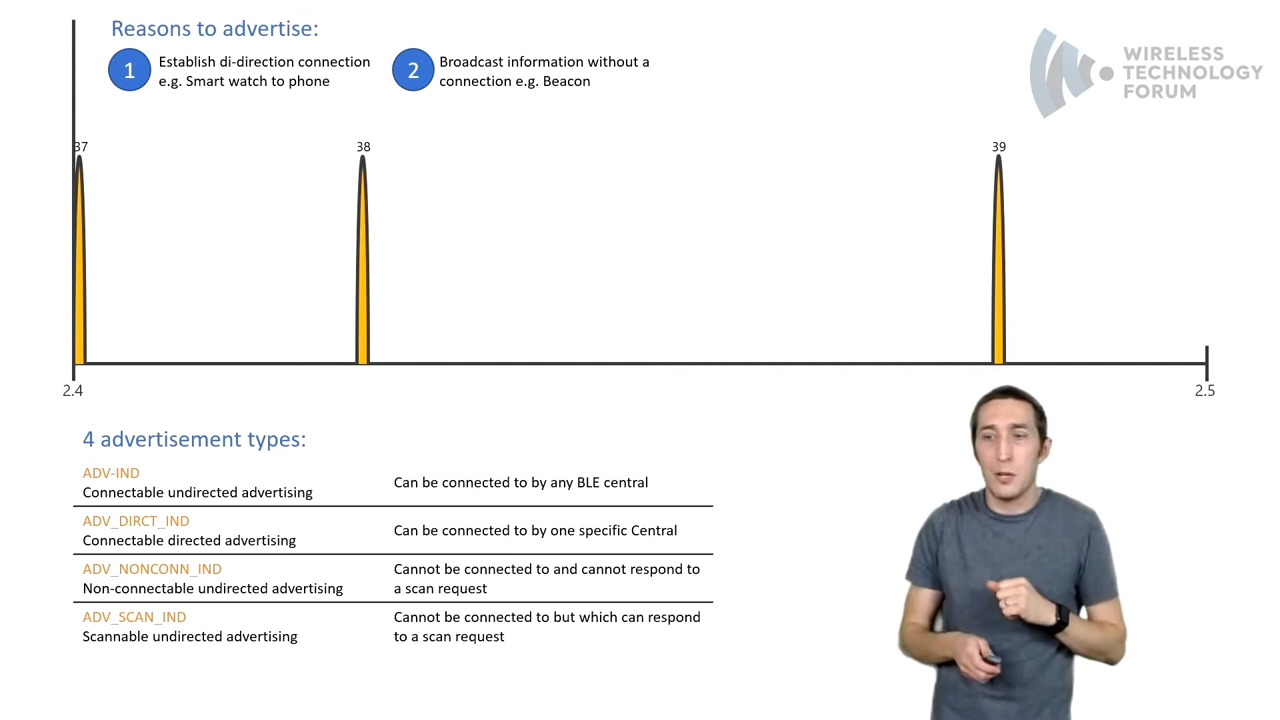 Reasons to advertise:
1
Establish di-direction connection
e.g. Smart watch to phone
2
Broadcast information without a
connection e.g. Beacon
WIRELESS
TECHNOLOGY
FORUM
37
38
39
2.4
2.5
4 advertisement types:
ADV-IND
Connectable undirected advertising
Can be connected to by any BLE central
ADV_DIRCT_IND
Connectable directed advertising
Can be connected to by one specific Central
ADV_NONCONN_IND
Non-connectable undirected advertising
Cannot be connected to and cannot respond to
a scan request
ADV_SCAN_IND
Scannable undirected advertising
Cannot be connected to but which can respond
to a scan request